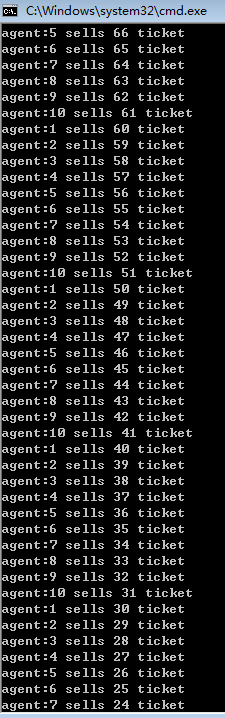 C:\Windows\system32\cmd.exe
agent:5 sells 66 ticket
agent:6 sells 65 ticket
agent:7 sells 64 ticket
agent:8 sells 63 ticket
agent:9 sells 62 ticket
agent:10 sells 61 ticket
agent:1 sells 60 ticket
agent:2 sells 59 ticket
agent:3 sells 58 ticket
agent:4 sells 57 ticket
agent:5 sells 56 ticket
agent:6 sells 55 ticket
agent:7 sells 54 ticket
agent:8 sells 53 ticket
agent:9 sells 52 ticket
agent:10 sells 51 ticket
agent:1 sells 50 ticket
agent:2 sells 49 ticket
agent:3 sells 48 ticket
agent:4 sells 47 ticket
agent:5 sells 46 ticket
agent:6 sells 45 ticket
agent:7 sells 44 ticket
agent:8 sells 43 ticket
agent:9 sells 42 ticket
agent:10 sells 41 ticket
agent:1 sells 40 ticket
agent:2 sells 39 ticket
agent:3 sells 38 ticket
agent:4 sells 37 ticket
agent:5 sells 36 ticket
agent:6 sells 35 ticket
agent:7 sells 34 ticket
agent:8 sells 33 ticket
agent:9 sells 32 ticket
agent:10 sells 31 ticket
agent:1 sells 30 ticket
agent:2 sells 29 ticket
agent:3 sells 28 ticket
agent:4 sells 27 ticket
agent:5 sells 26 ticket
agent:6 sells 25 ticket
agent:7 sells 24 ticket